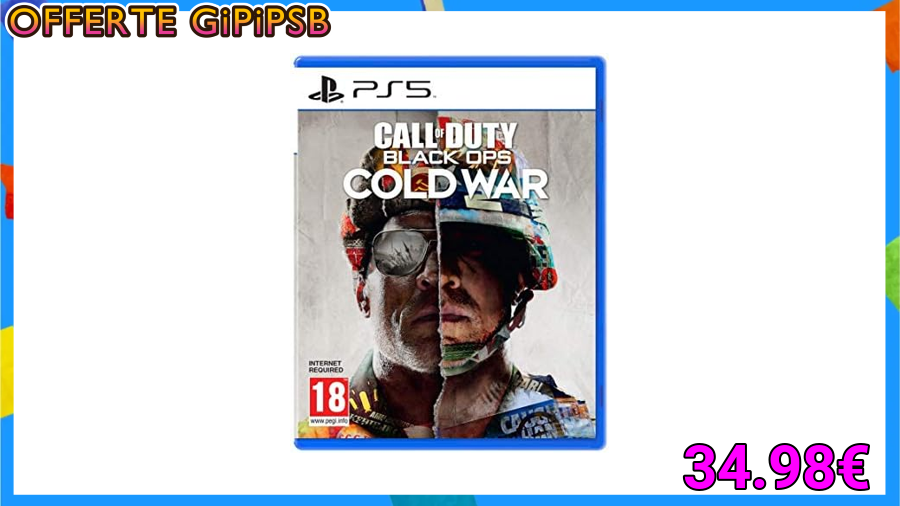 OFFERTE GiPiPSB
PS5
CALL OF DUTY
BLACK OPS
COLD WAR
INTERNET
REQUIRED
18
www.pegi.info
34.98€